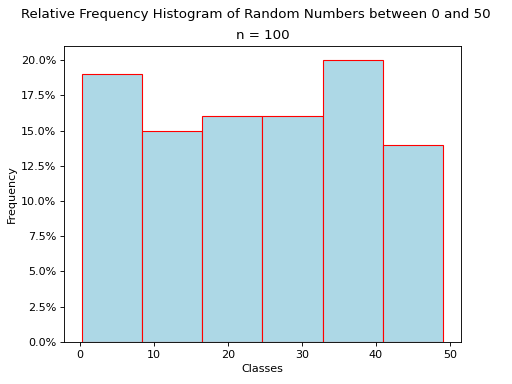 Relative Frequency Histogram of Random Numbers between 0 and 50
n = 100
20.0%
17.5%
15.0%
12.5%
10.0%
7.5%
5.0%
2.5%
0.0%
Frequency
0 10 20 30 40 50
Classes